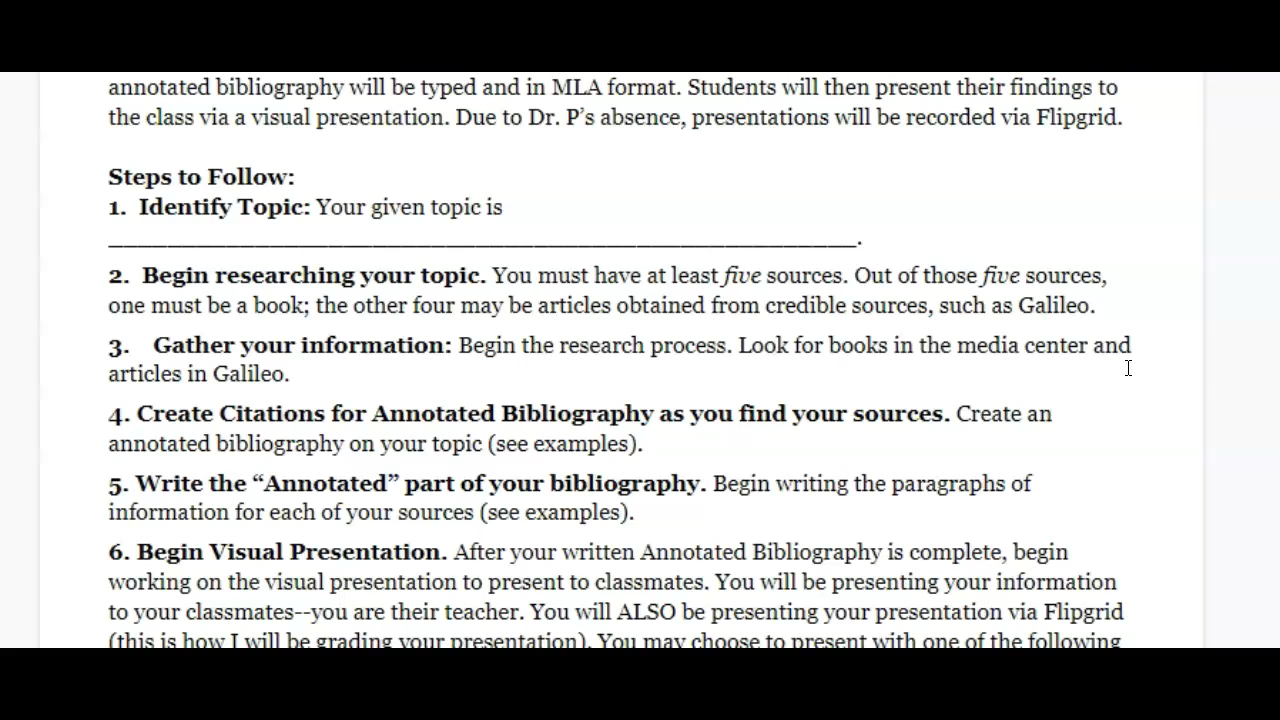 annotated bibliography will be typed and in MLA format. Students will then present their findings to
the class via a visual presentation. Due to Dr. P’s absence, presentations will be recorded via Flipgrid.
Steps to Follow:
1. Identify Topic: Your given topic is
___________________________________________________.
2. Begin researching your topic. You must have at least five sources. Out of those five sources,
one must be a book; the other four may be articles obtained from credible sources, such as Galileo.
3. Gather your information: Begin the research process. Look for books in the media center and
articles in Galileo.
4. Create Citations for Annotated Bibliography as you find your sources. Create an
annotated bibliography on your topic (see examples).
5. Write the “Annotated” part of your bibliography. Begin writing the paragraphs of
information for each of your sources (see examples).
6. Begin Visual Presentation. After your written Annotated Bibliography is complete, begin
working on the visual presentation to present to classmates. You will be presenting your information
to your classmates--you are their teacher. You will ALSO be presenting your presentation via Flipgrid
(this is how I will be grading your presentation). You may choose to present with one of the following